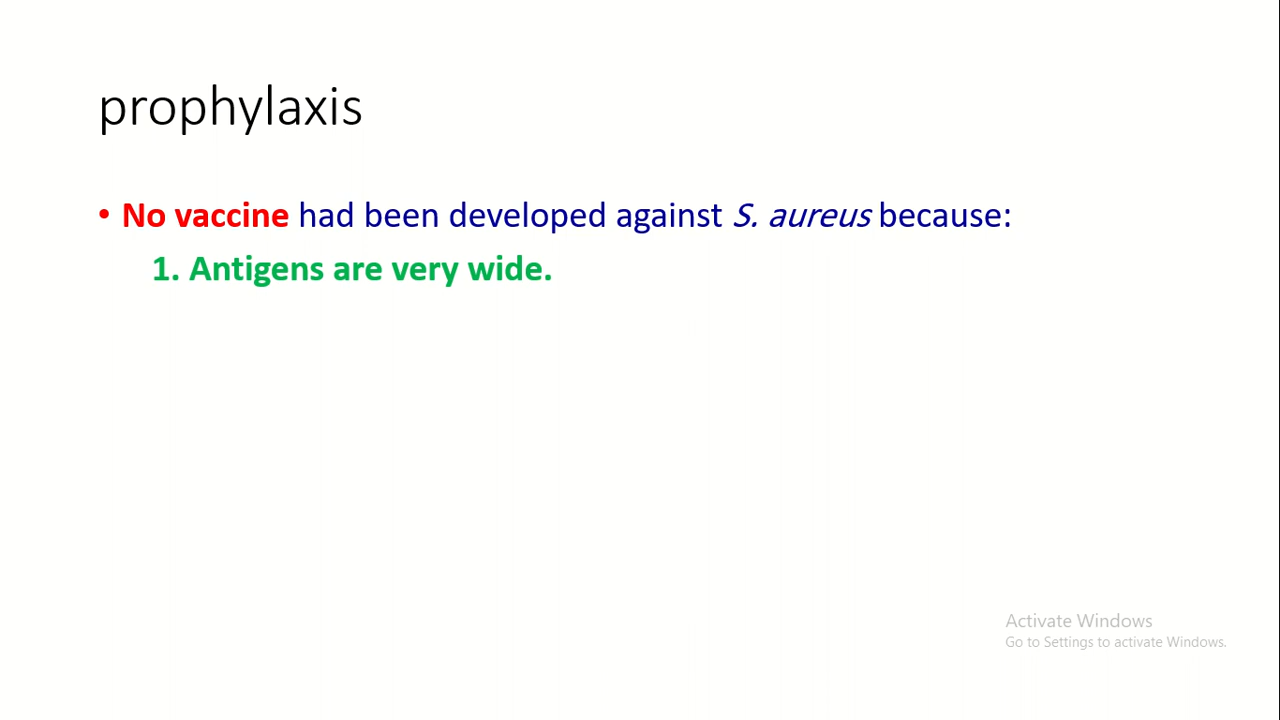 prophylaxis
• No vaccine had been developed against S. aureus because:
1. Antigens are very wide.
Activate Windows
Go to Settings to activate Windows.